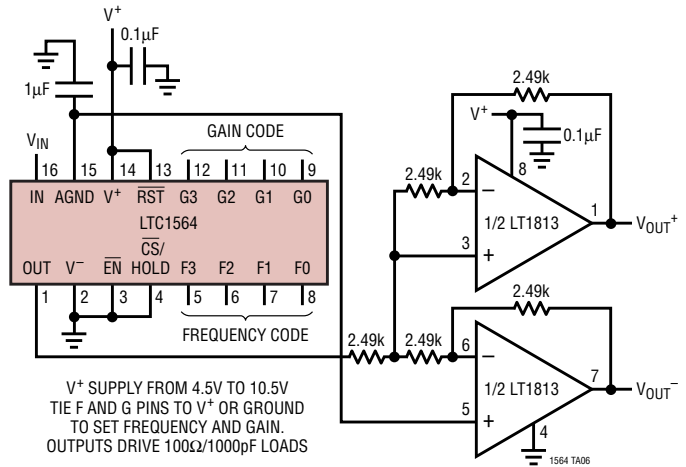 V+
0.1µF
1µF
2.49k
V+
0.1µF
VIN
GAIN CODE
16 15 14 13 12 11 10 9
IN AGND V+ RST G3 G2 G1 G0
LTC1564
CS/
OUT V− EN HOLD F3 F2 F1 F0
1 2 3 4 5 6 7 8
FREQUENCY CODE
2.49k
2
−
8
1/2 LT1813
1
VOUT+
3
+
2.49k
2.49k 2.49k
6
−
1/2 LT1813
7
VOUT−
5
+
4
V+ SUPPLY FROM 4.5V TO 10.5V
TIE F AND G PINS TO V+ OR GROUND
TO SET FREQUENCY AND GAIN.
OUTPUTS DRIVE 100Ω/1000pF LOADS
1564 TA06